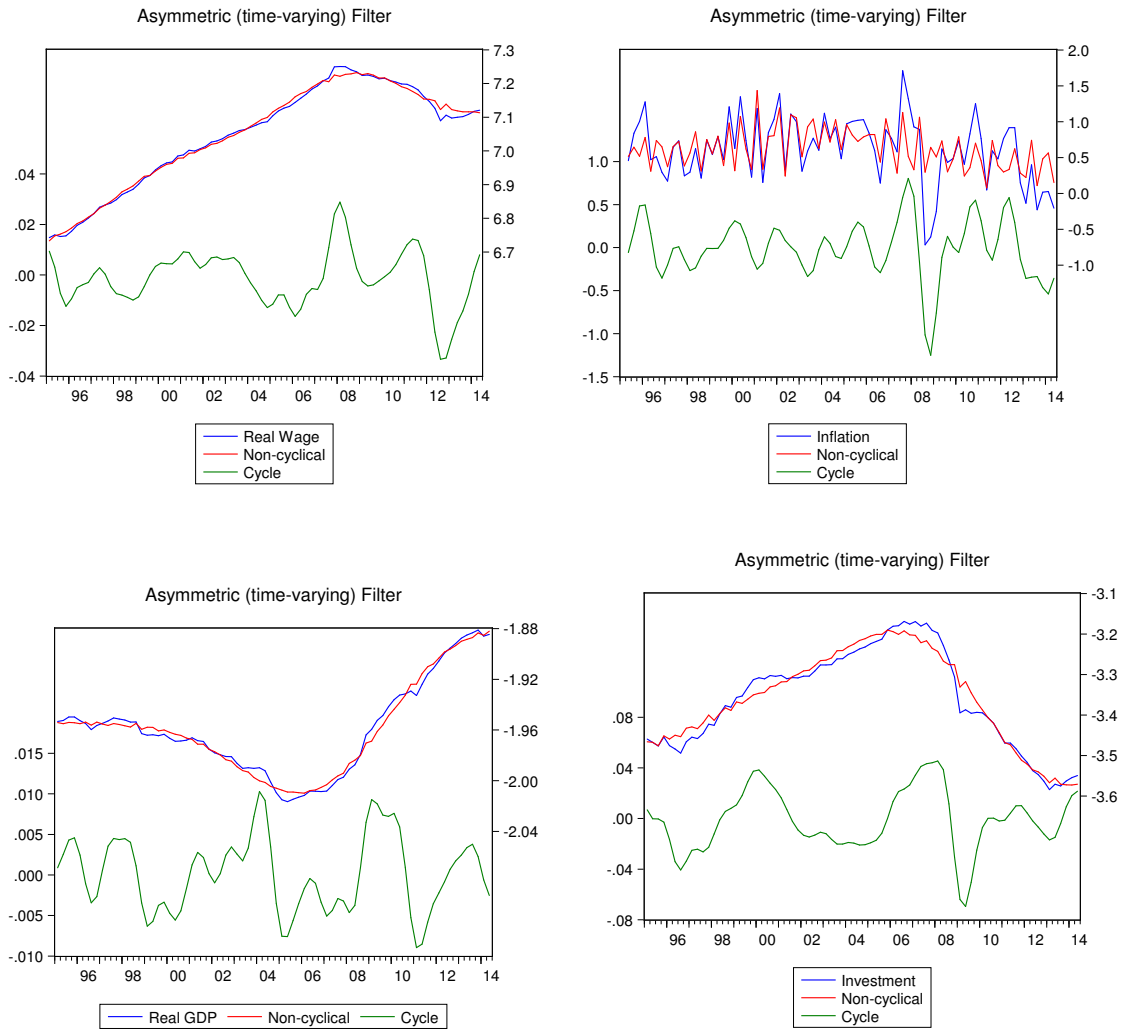 Asymmetric (time-varying) Filter
7.3
7.2
7.1
7.0
6.9
6.8
6.7
.04
.02
.00
-.02
-.04
96 98 00 02 04 06 08 10 12 14
Real Wage
Non-cyclical
Cycle
Asymmetric (time-varying) Filter
2.0
1.5
1.0
0.5
0.0
-0.5
-1.0
1.0
0.5
0.0
-0.5
-1.0
-1.5
96 98 00 02 04 06 08 10 12 14
Inflation
Non-cyclical
Cycle
Asymmetric (time-varying) Filter
-1.88
-1.92
-1.96
-2.00
-2.04
.015
.010
.005
.000
-.005
-.010
96 98 00 02 04 06 08 10 12 14
Real GDP Non-cyclical Cycle
Asymmetric (time-varying) Filter
-3.1
-3.2
-3.3
-3.4
-3.5
-3.6
.08
.04
.00
-.04
-.08
96 98 00 02 04 06 08 10 12 14
Investment
Non-cyclical
Cycle